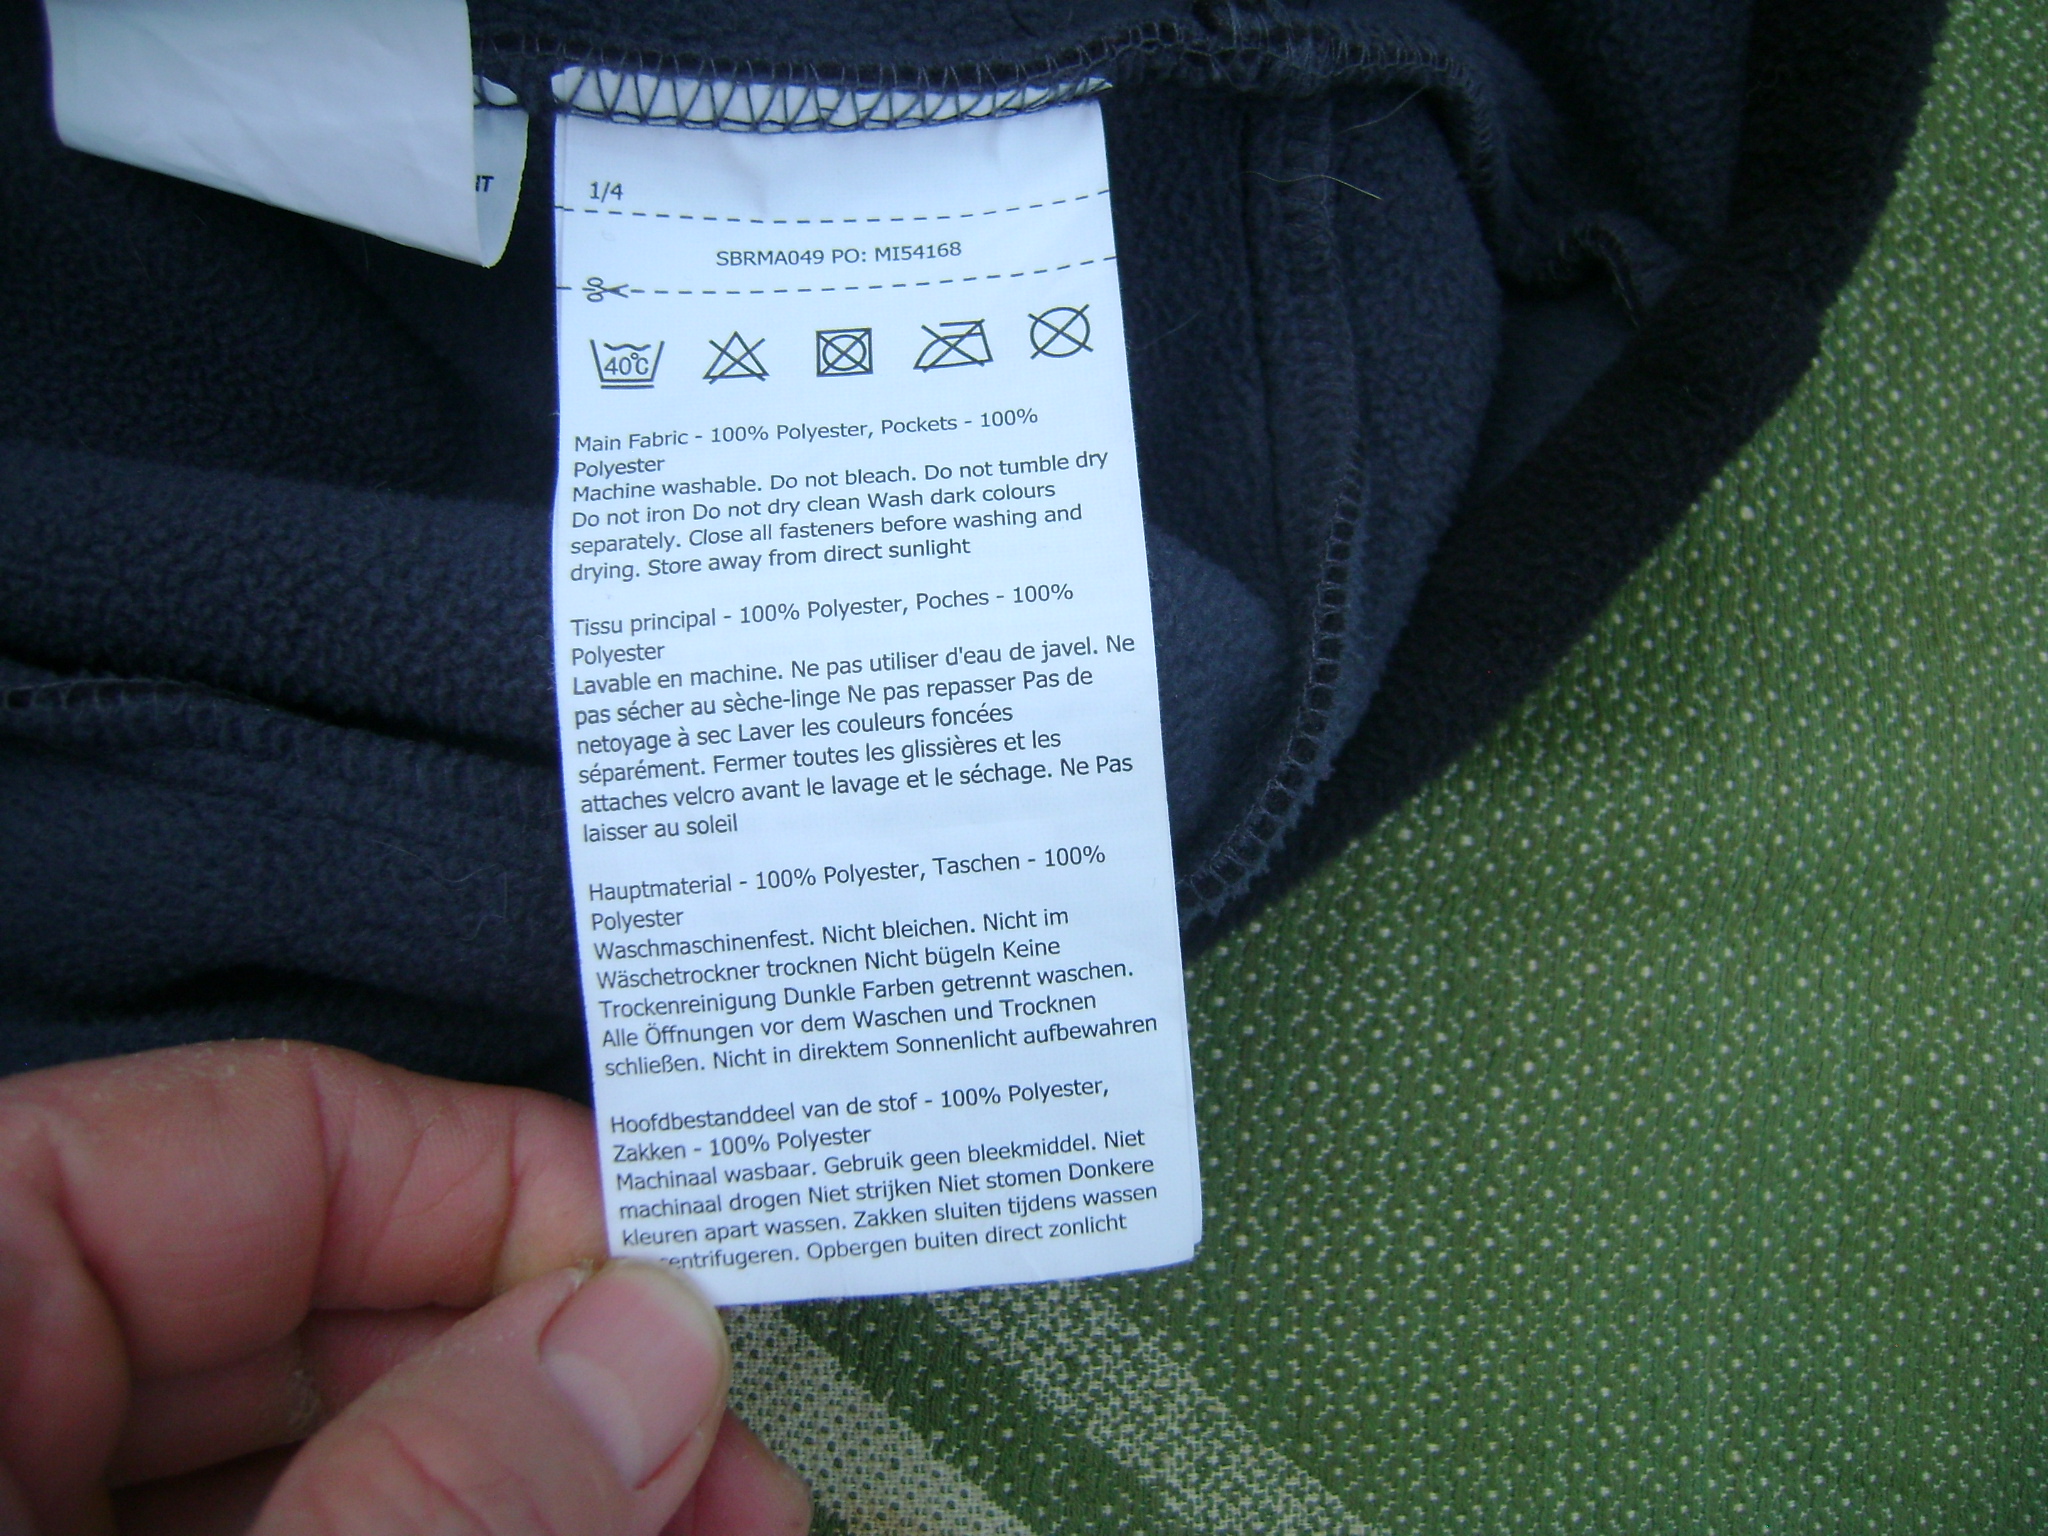 IT
1/4
SBRMA049 PO: MI54168
40°C
Main Fabric - 100% Polyester, Pockets - 100%
Polyester
Machine washable. Do not bleach. Do not tumble dry
Do not iron Do not dry clean Wash dark colours
separately. Close all fasteners before washing and
drying. Store away from direct sunlight
Tissu principal - 100% Polyester, Poches - 100%
Polyester
Lavable en machine. Ne pas utiliser d'eau de javel. Ne
pas sécher au sèche-linge Ne pas repasser Pas de
netoyage à sec Laver les couleurs foncées
séparément. Fermer toutes les glissières et les
attaches velcro avant le lavage et le séchage. Ne Pas
laisser au soleil
Hauptmaterial - 100% Polyester, Taschen - 100%
Polyester
Waschmaschinenfest. Nicht bleichen. Nicht im
Wäschetrockner trocknen Nicht bügeln Keine
Trockenreinigung Dunkle Farben getrennt waschen.
Alle Öffnungen vor dem Waschen und Trocknen
schließen. Nicht in direktem Sonnenlicht aufbewahren
Hoofdbestanddeel van de stof - 100% Polyester,
Zakken - 100% Polyester
Machinaal wasbaar. Gebruik geen bleekmiddel. Niet
machinaal drogen Niet strijken Niet stomen Donkere
kleuren apart wassen. Zakken sluiten tijdens wassen
centrifugeren. Opbergen buiten direct zonlicht